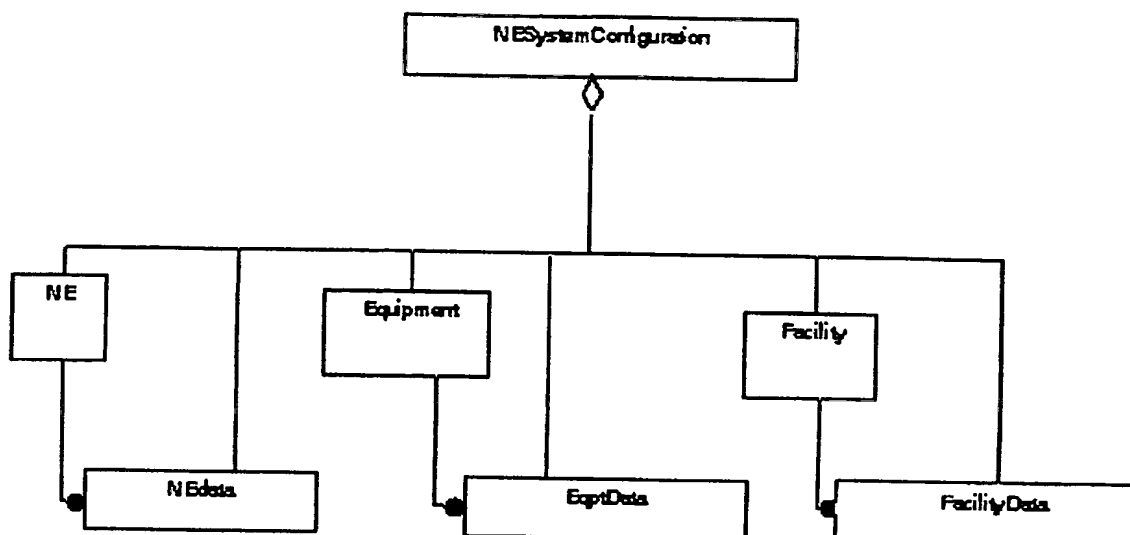 NESystemConfiguration
NE
Equipment
Facility
NEdata
EqptData
FacilityData